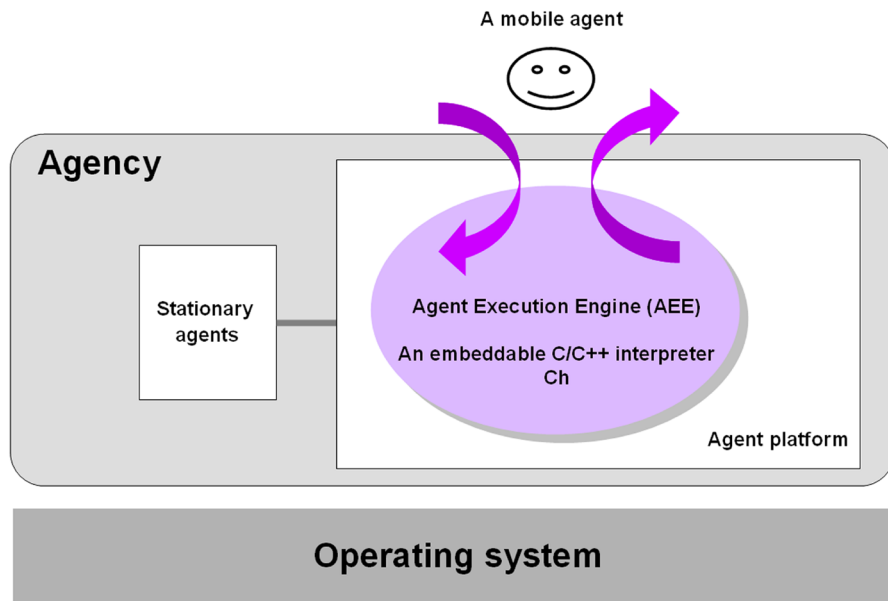 A mobile agent
Agency
Stationary
agents
Agent Execution Engine (AEE)
An embeddable C/C++ interpreter
Ch
Agent platform
Operating system